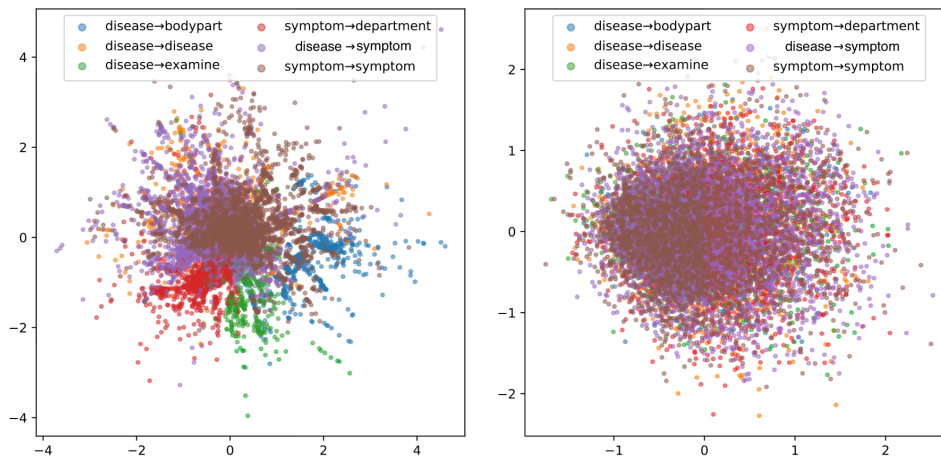 disease→bodypart symptom→department
disease→disease disease →symptom
disease→examine symptom→symptom
4
2
0
−2
−4
−4 −2 0 2 4
disease→bodypart symptom→department
disease→disease disease →symptom
disease→examine symptom→symptom
2
1
0
−1
−2
−1 0 1 2